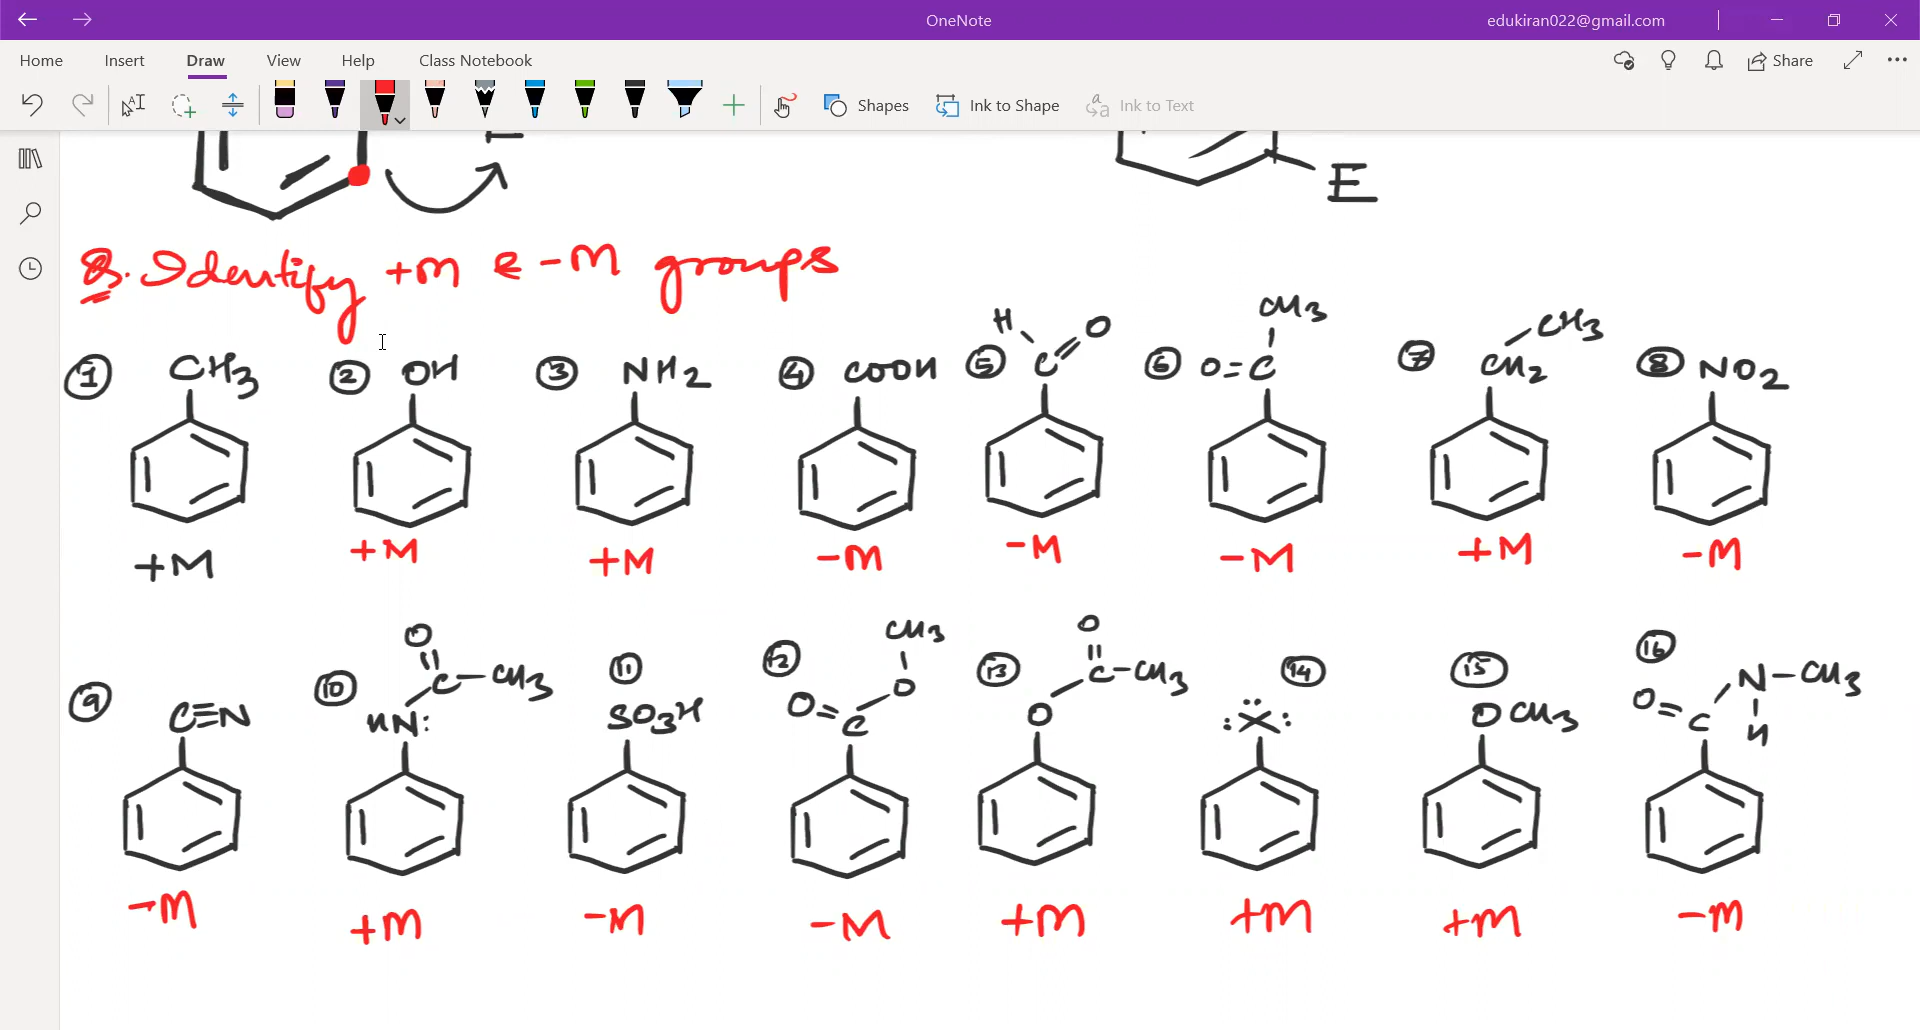 OneNote
edukiran022@gmail.com
Home Insert Draw View Help Class Notebook
Share
Shapes Ink to Shape Ink to Text
E
Q. Identify +M & -M groups
① CH3
② OH
③ NH2
④ COOH
⑤ H C O
⑥ O=C CH3
⑦ CH2 CH3
⑧ NO2
+M +M +M -M -M -M +M -M
⑨ C≡N
⑩ HN: C O -CH3
⑪ SO3H
⑫ O=C O CH3
⑬ O C O -CH3
⑭ :Ẍ:
⑮ OCH3
⑯ O=C N-CH3 H
-M +M -M -M +M +M +M -M